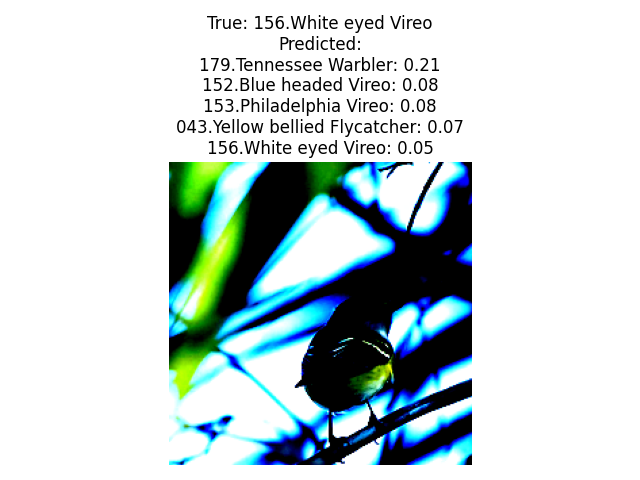 True: 156.White eyed Vireo
Predicted:
179.Tennessee Warbler: 0.21
152.Blue headed Vireo: 0.08
153.Philadelphia Vireo: 0.08
043.Yellow bellied Flycatcher: 0.07
156.White eyed Vireo: 0.05